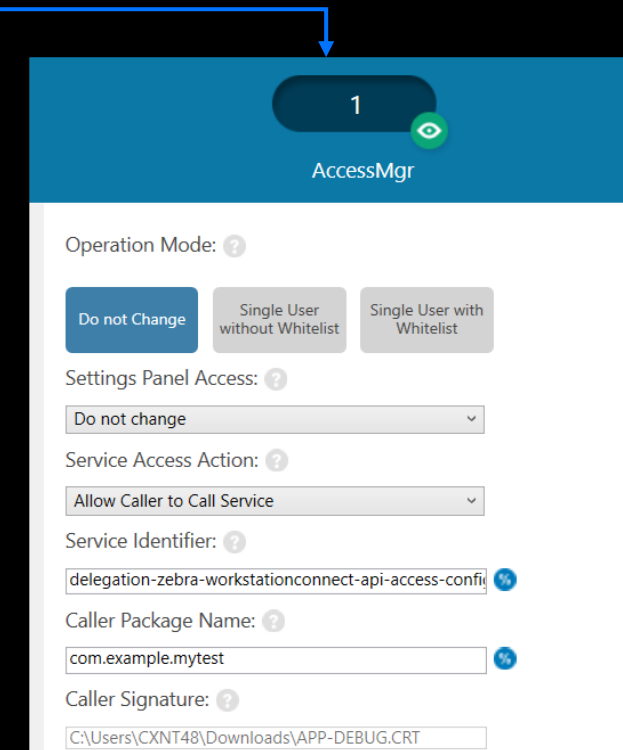 1
AccessMgr
Operation Mode: ?
Do not Change
Single User
without Whitelist
Single User with
Whitelist
Settings Panel Access: ?
Do not change
Service Access Action: ?
Allow Caller to Call Service
Service Identifier: ?
delegation-zebra-workstationconnect-api-access-config %
Caller Package Name: ?
com.example.mytest %
Caller Signature: ?
C:\Users\CXNT48\Downloads\APP-DEBUG.CRT